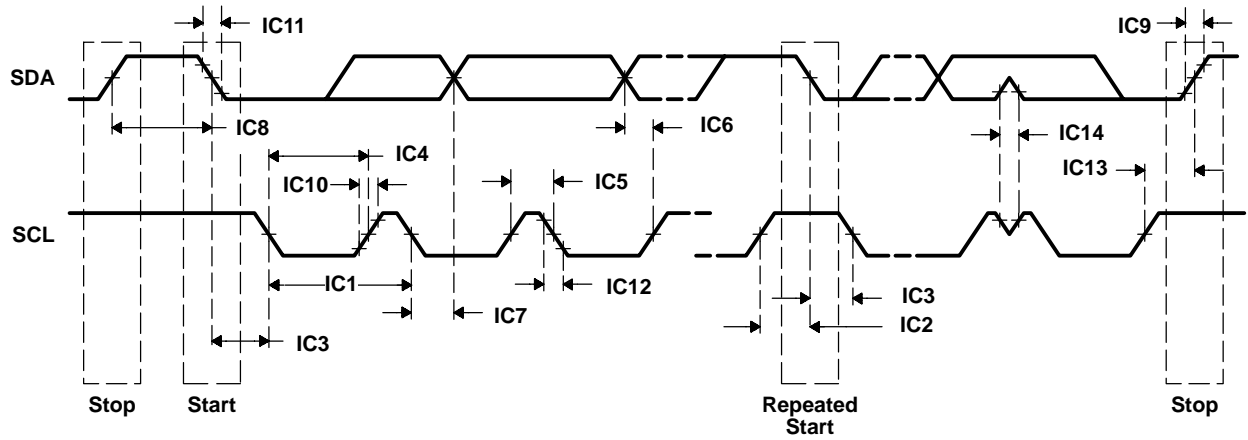 IC11
IC9
SDA
IC8
IC6
IC14
IC4
IC10
IC5
IC13
SCL
IC1
IC12
IC7
IC3
IC3
IC2
Stop
Start
Repeated
Start
Stop